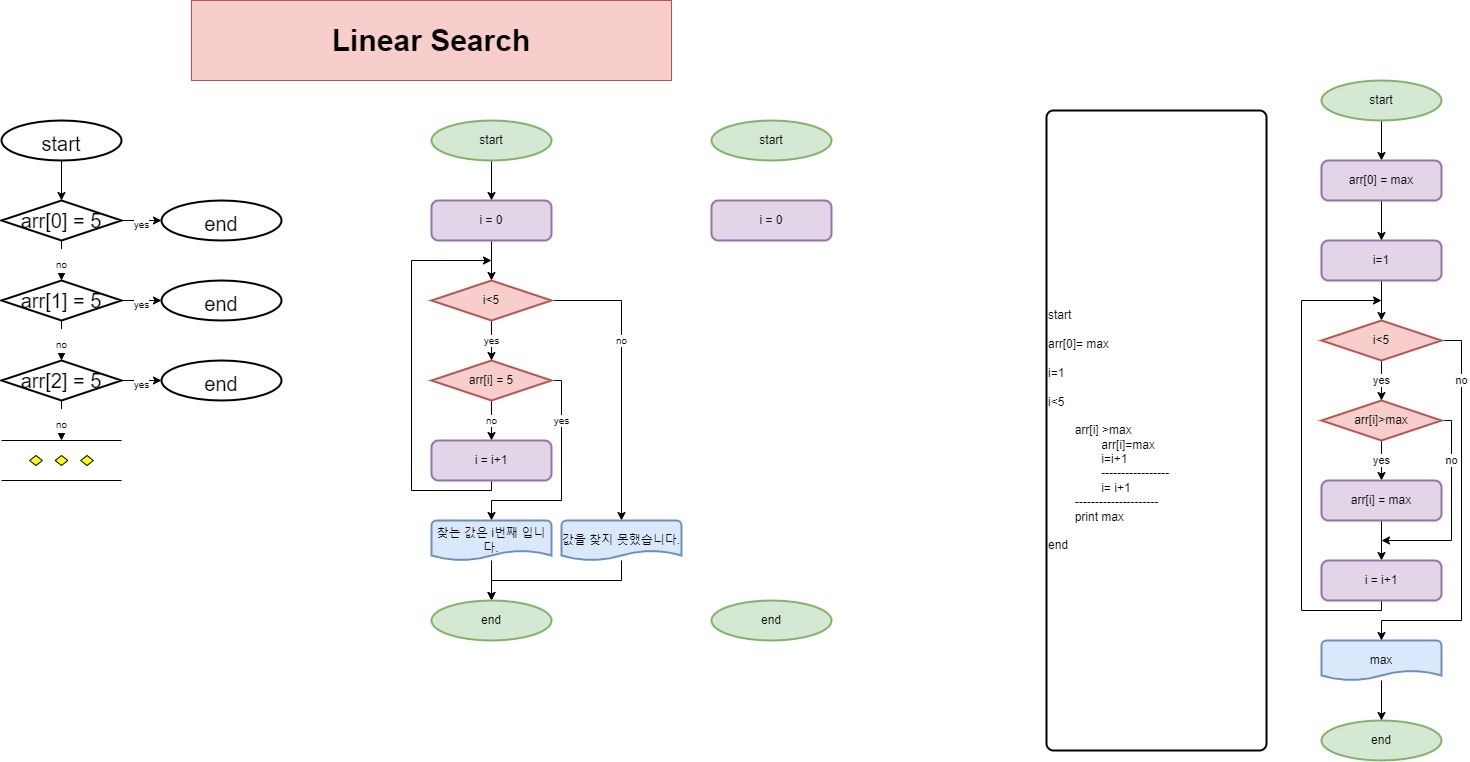 Linear Search
start
arr[0] = 5
yes
end
no
arr[1] = 5
yes
end
no
arr[2] = 5
yes
end
no
start
i = 0
i<5
yes
no
arr[i] = 5
no
yes
i = i+1
찾는 값은 i번째 입니
다.
값을 찾지 못했습니다.
end
start
i = 0
end
start
arr[0]= max
i=1
i<5
arr[i] >max
arr[i]=max
i=i+1
-----------------
i= i+1
---------------------
print max
end
start
arr[0] = max
i=1
i<5
yes
no
arr[i]>max
yes
no
arr[i] = max
i = i+1
max
end